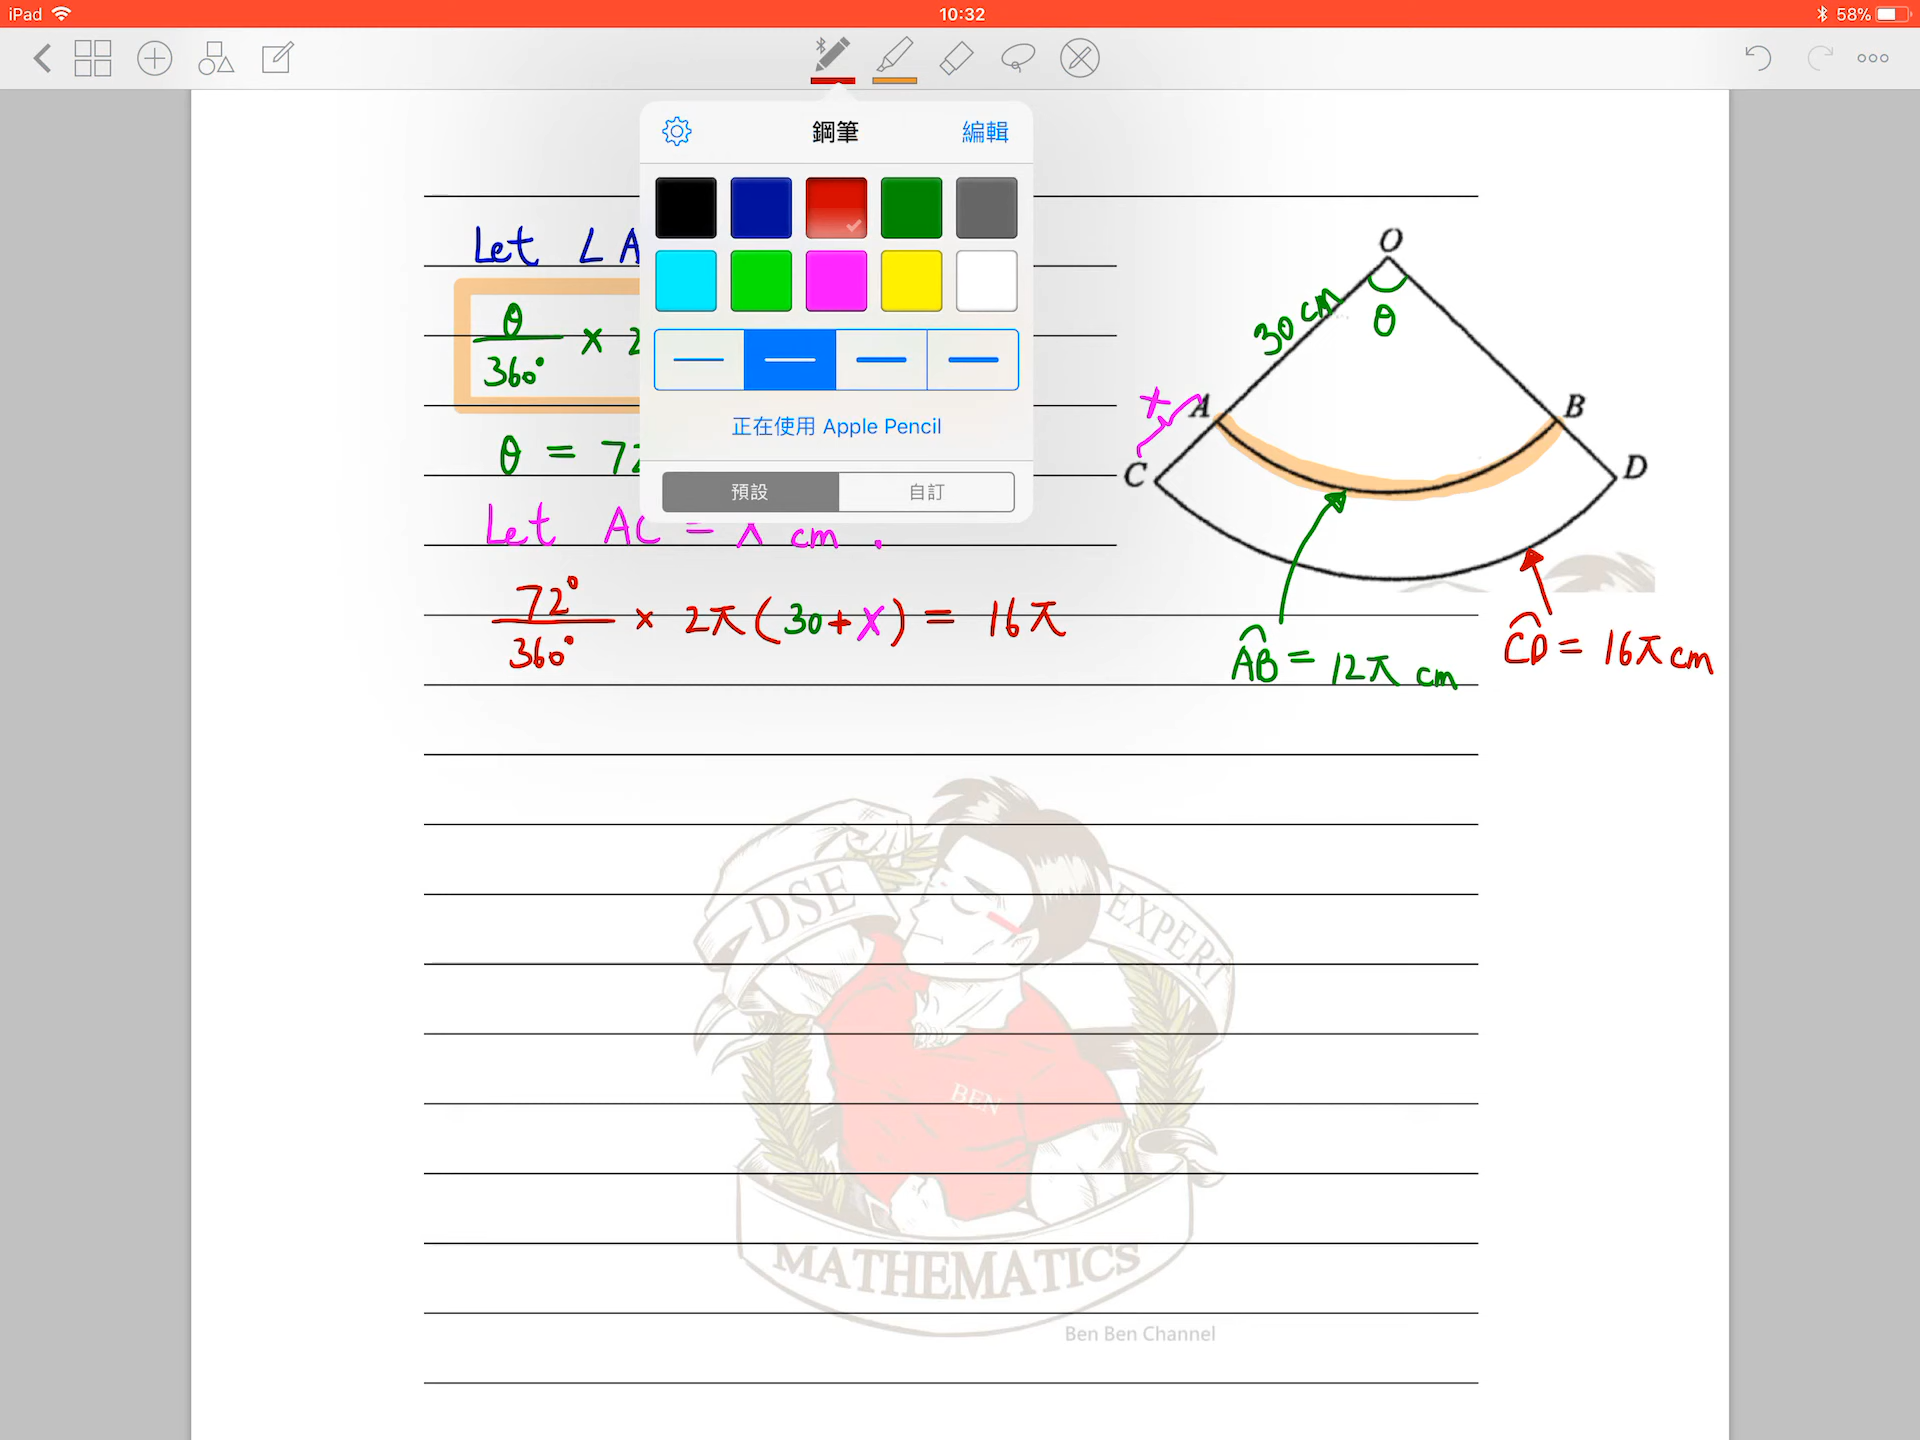 iPad 10:32 58%
鋼筆 編輯
正在使用 Apple Pencil
預設 自訂
Let ∠A
θ/360° × 2
θ = 72
Let AC = x cm .
72°/360° × 2π(30+x) = 16π
O
30 cm θ
x A B
C D
AB = 12π cm
CD = 16π cm
DSE EXPERT
BEN
MATHEMATICS
Ben Ben Channel